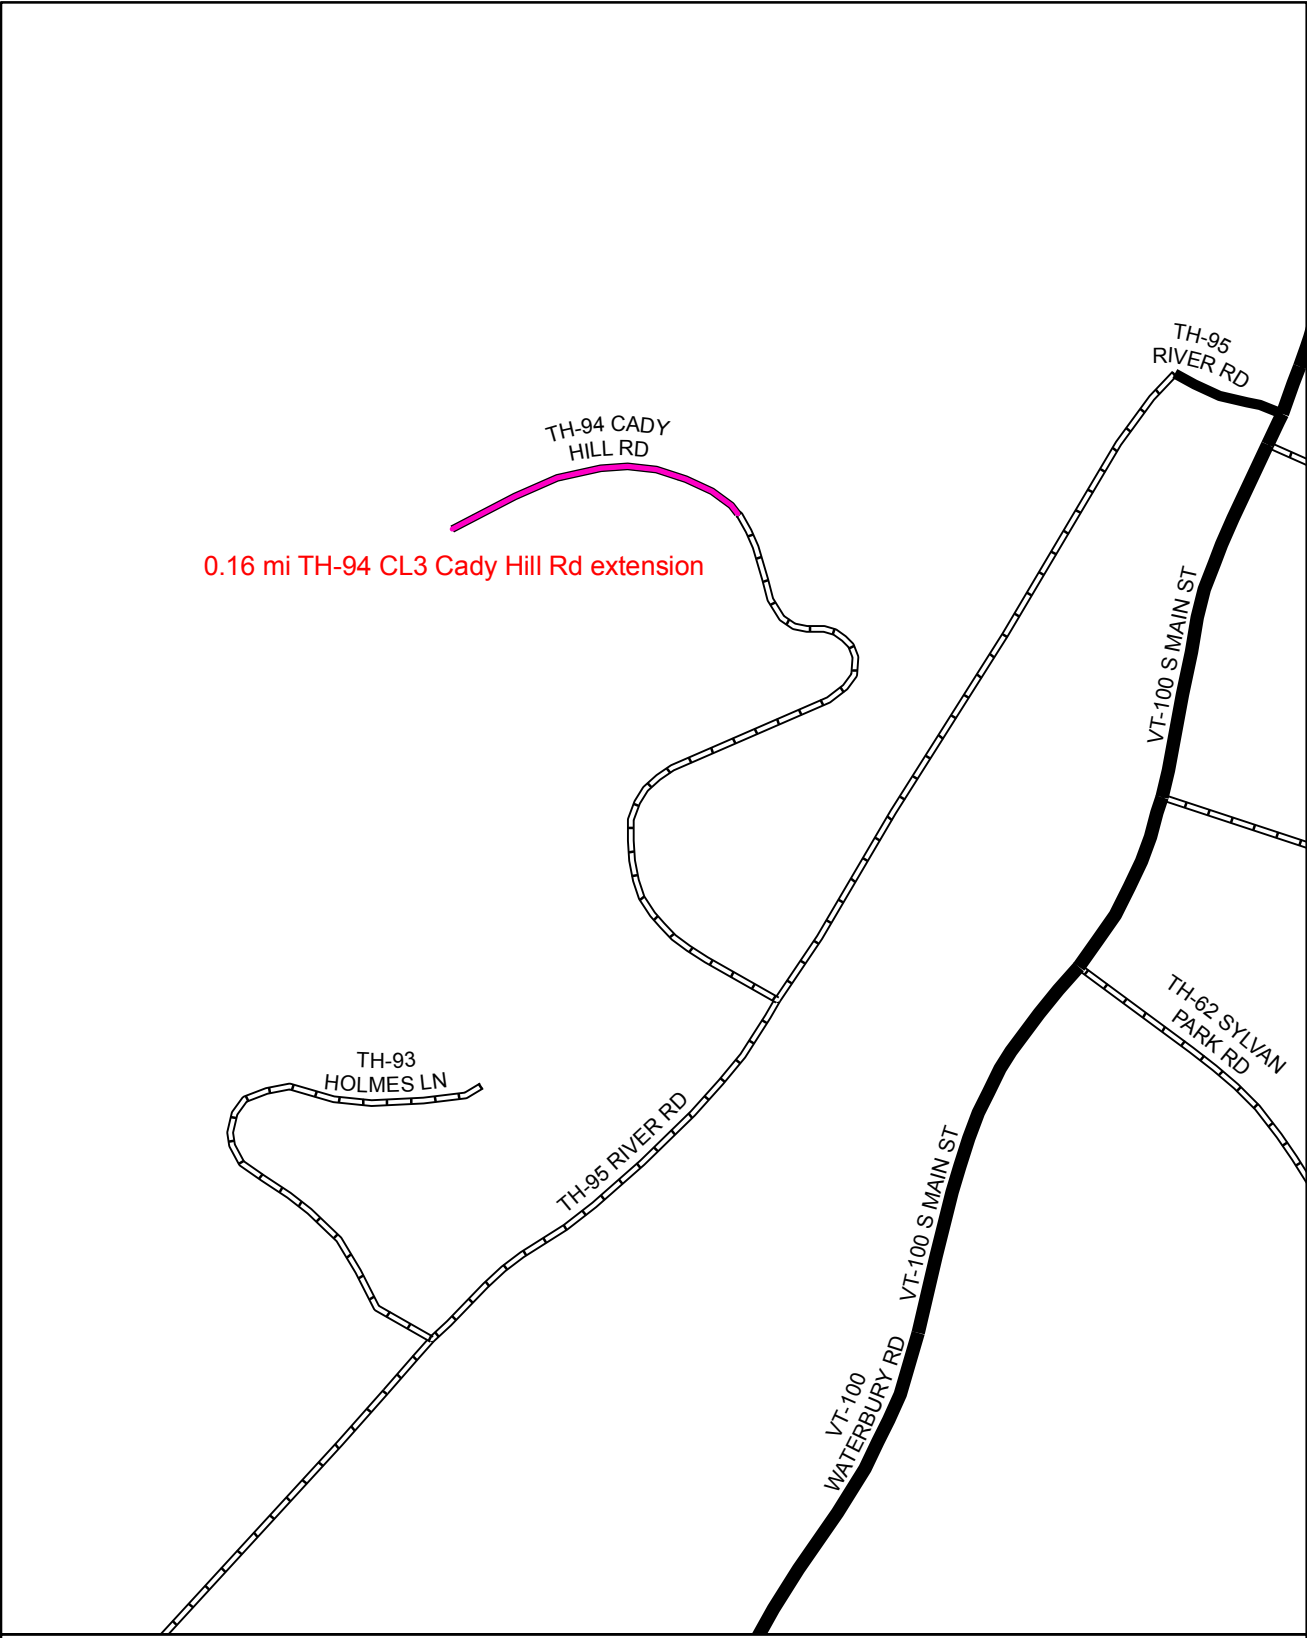 TH-95
RIVER RD
TH-94 CADY
HILL RD
0.16 mi TH-94 CL3 Cady Hill Rd extension
VT-100 S MAIN ST
TH-62 SYLVAN
PARK RD
TH-93
HOLMES LN
TH-95 RIVER RD
VT-100 S MAIN ST
VT-100
WATERBURY RD